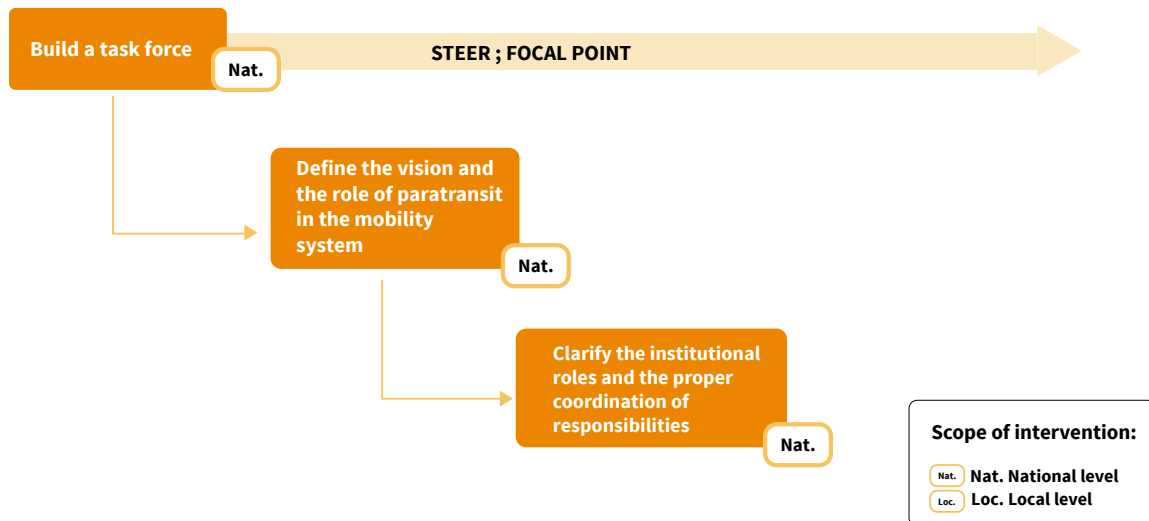 Build a task force
Nat.
STEER ; FOCAL POINT
Define the vision and
the role of paratransit
in the mobility
system
Nat.
Clarify the institutional
roles and the proper
coordination of
responsibilities
Nat.
Scope of intervention:
Nat. Nat. National level
Loc. Loc. Local level